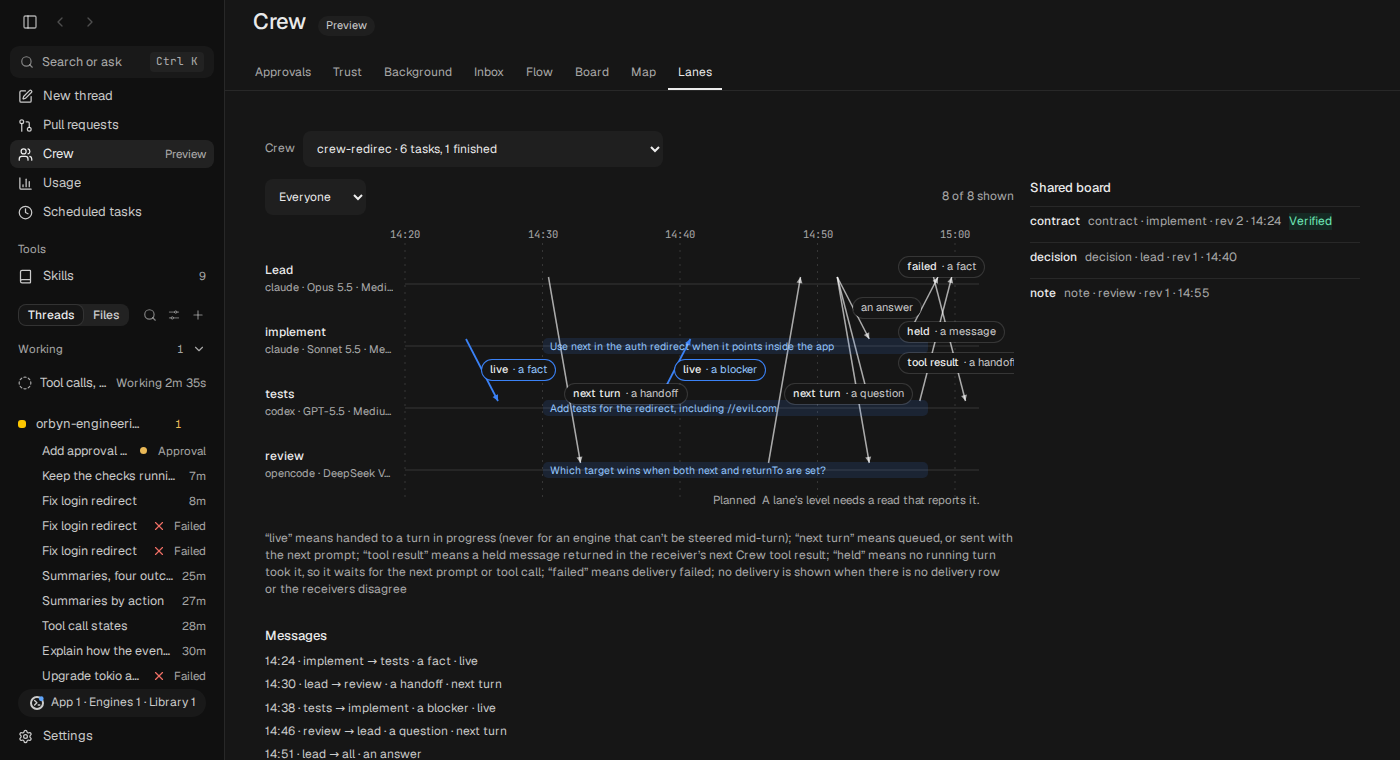 Search or ask
Ctrl K
New thread
Pull requests
Crew Preview
Usage
Scheduled tasks
Tools
Skills 9
Threads Files
Working 1
Tool calls, ... Working 2m 35s
orbyn-engineeri... 1
Add approval ... Approval
Keep the checks runni... 7m
Fix login redirect 8m
Fix login redirect Failed
Fix login redirect Failed
Summaries, four outc... 25m
Summaries by action 27m
Tool call states 28m
Explain how the even... 30m
Upgrade tokio a... Failed
App 1 · Engines 1 · Library 1
Settings
Crew Preview
Approvals Trust Background Inbox Flow Board Map Lanes
Crew crew-redirec · 6 tasks, 1 finished
Everyone 8 of 8 shown
14:20 14:30 14:40 14:50 15:00
Lead
claude · Opus 5.5 · Medi...
failed · a fact
an answer
implement
claude · Sonnet 5.5 · Me...
held · a message
Use next in the auth redirect when it points inside the app
tool result · a handoff
live · a fact
live · a blocker
tests
codex · GPT-5.5 · Mediu...
next turn · a handoff
next turn · a question
Add tests for the redirect, including //evil.com
review
opencode · DeepSeek V...
Which target wins when both next and returnTo are set?
Planned A lane's level needs a read that reports it.
“live” means handed to a turn in progress (never for an engine that can't be steered mid-turn); “next turn” means queued, or sent with
the next prompt; “tool result” means a held message returned in the receiver's next Crew tool result; “held” means no running turn
took it, so it waits for the next prompt or tool call; “failed” means delivery failed; no delivery is shown when there is no delivery row
or the receivers disagree
Messages
14:24 · implement → tests · a fact · live
14:30 · lead → review · a handoff · next turn
14:38 · tests → implement · a blocker · live
14:46 · review → lead · a question · next turn
14:51 · lead → all · an answer
Shared board
contract contract · implement · rev 2 · 14:24 Verified
decision decision · lead · rev 1 · 14:40
note note · review · rev 1 · 14:55